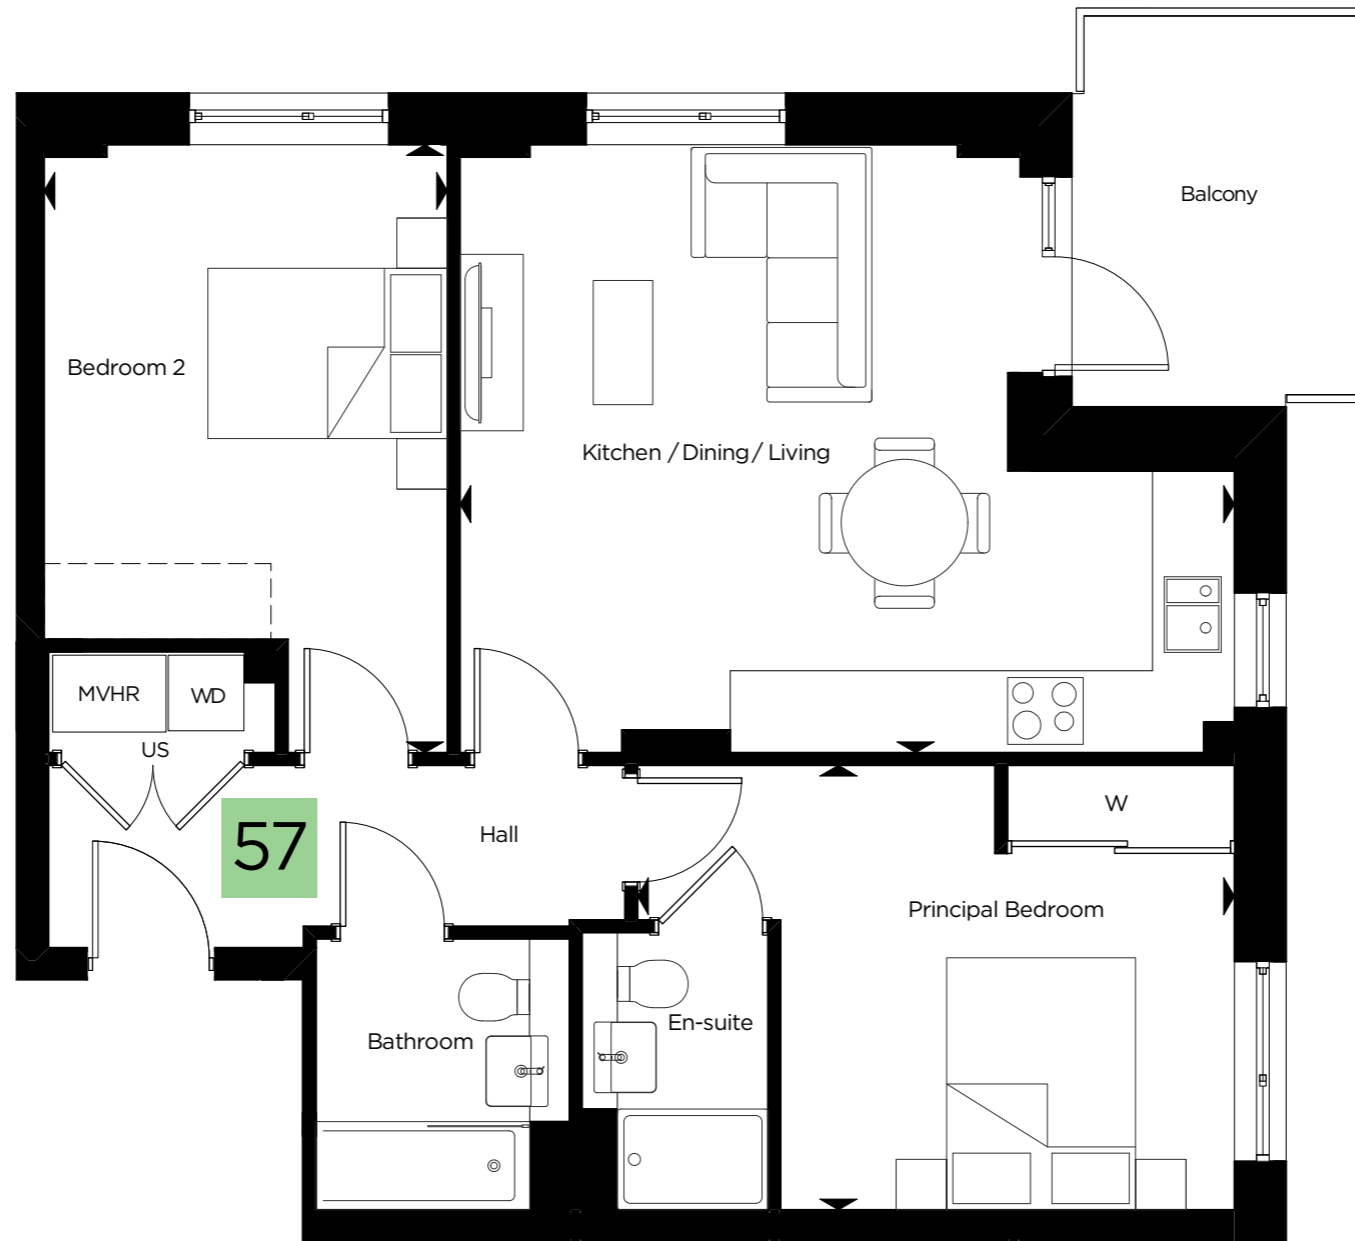 Balcony
Bedroom 2
Kitchen / Dining / Living
MVHR
WD
US
57
Hall
W
Principal Bedroom
Bathroom
En-suite